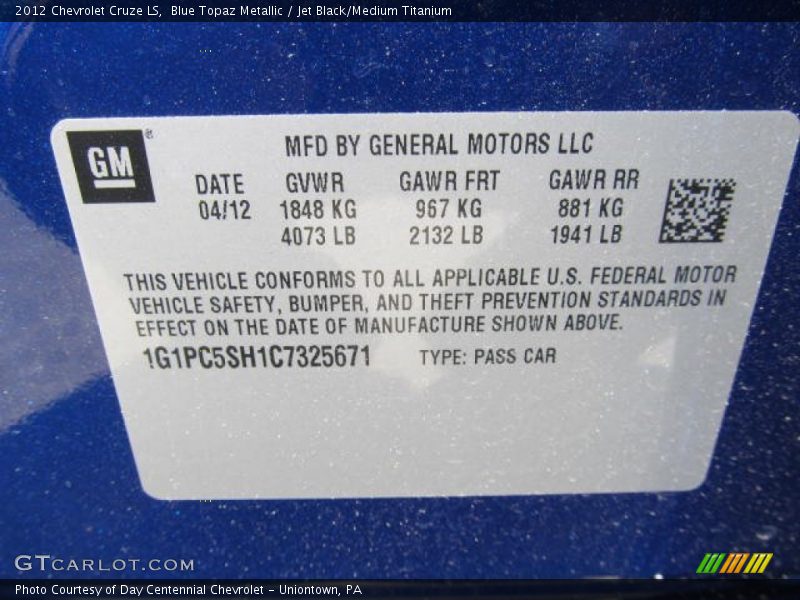 2012 Chevrolet Cruze LS, Blue Topaz Metallic / Jet Black/Medium Titanium
GM®
MFD BY GENERAL MOTORS LLC
DATE GVWR GAWR FRT GAWR RR
04/12 1848 KG 967 KG 881 KG
4073 LB 2132 LB 1941 LB
THIS VEHICLE CONFORMS TO ALL APPLICABLE U.S. FEDERAL MOTOR
VEHICLE SAFETY, BUMPER, AND THEFT PREVENTION STANDARDS IN
EFFECT ON THE DATE OF MANUFACTURE SHOWN ABOVE.
1G1PC5SH1C7325671 TYPE: PASS CAR
GTCARLOT.COM
Photo Courtesy of Day Centennial Chevrolet - Uniontown, PA